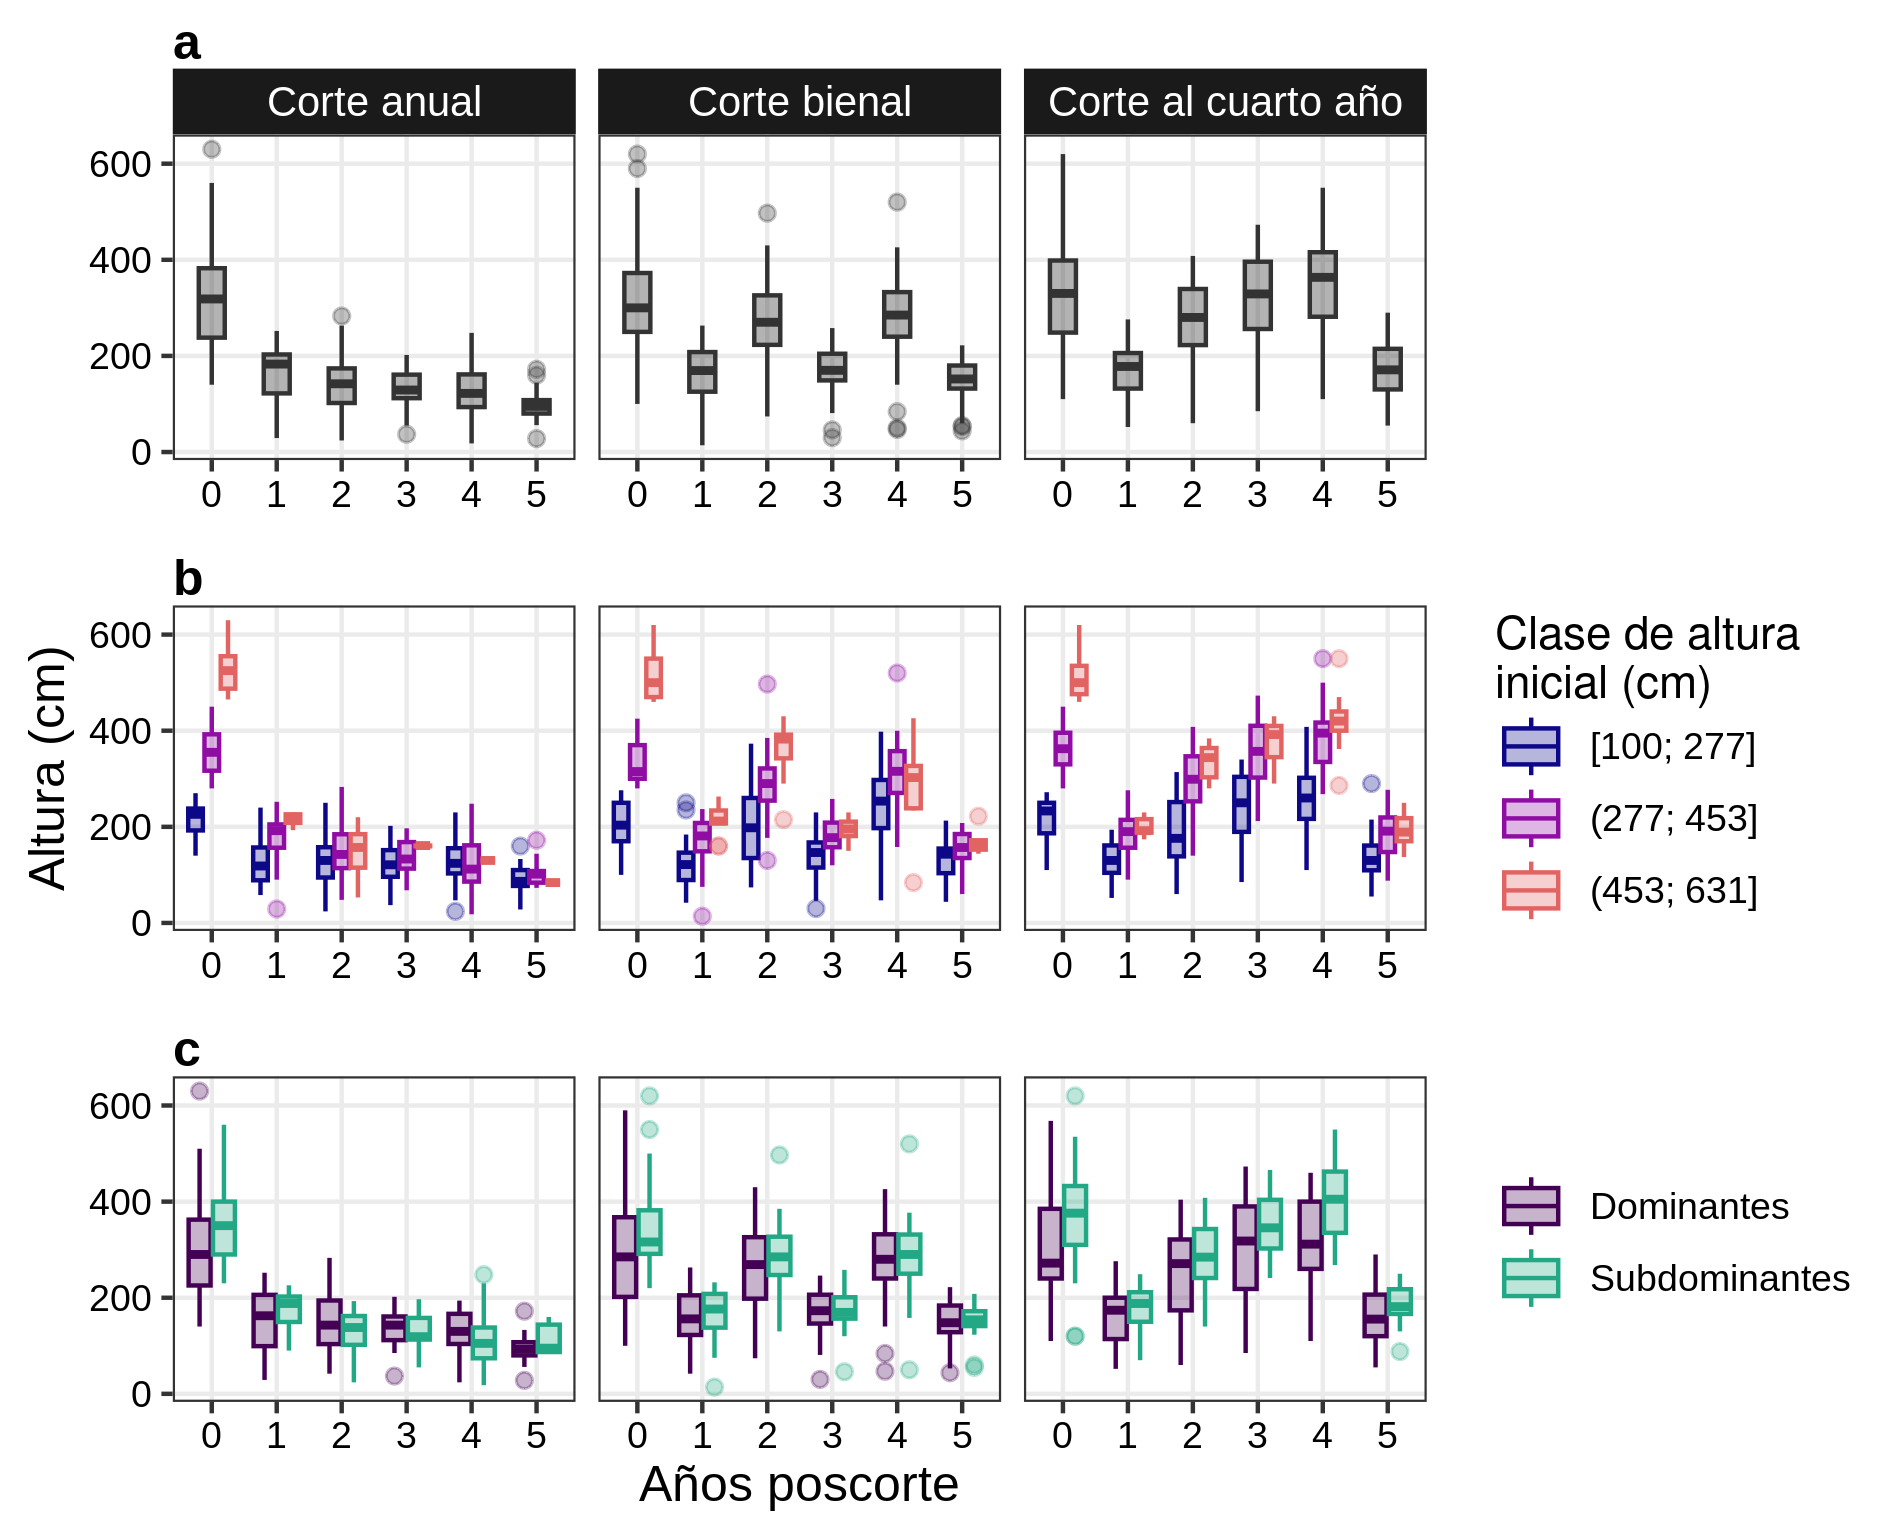 a
Corte anual
Corte bienal
Corte al cuarto año
600
400
200
0
0 1 2 3 4 5
0 1 2 3 4 5
0 1 2 3 4 5
b
600
400
200
0
0 1 2 3 4 5
0 1 2 3 4 5
0 1 2 3 4 5
Altura (cm)
Clase de altura
inicial (cm)
[100; 277]
(277; 453]
(453; 631]
c
600
400
200
0
0 1 2 3 4 5
0 1 2 3 4 5
0 1 2 3 4 5
Años poscorte
Dominantes
Subdominantes